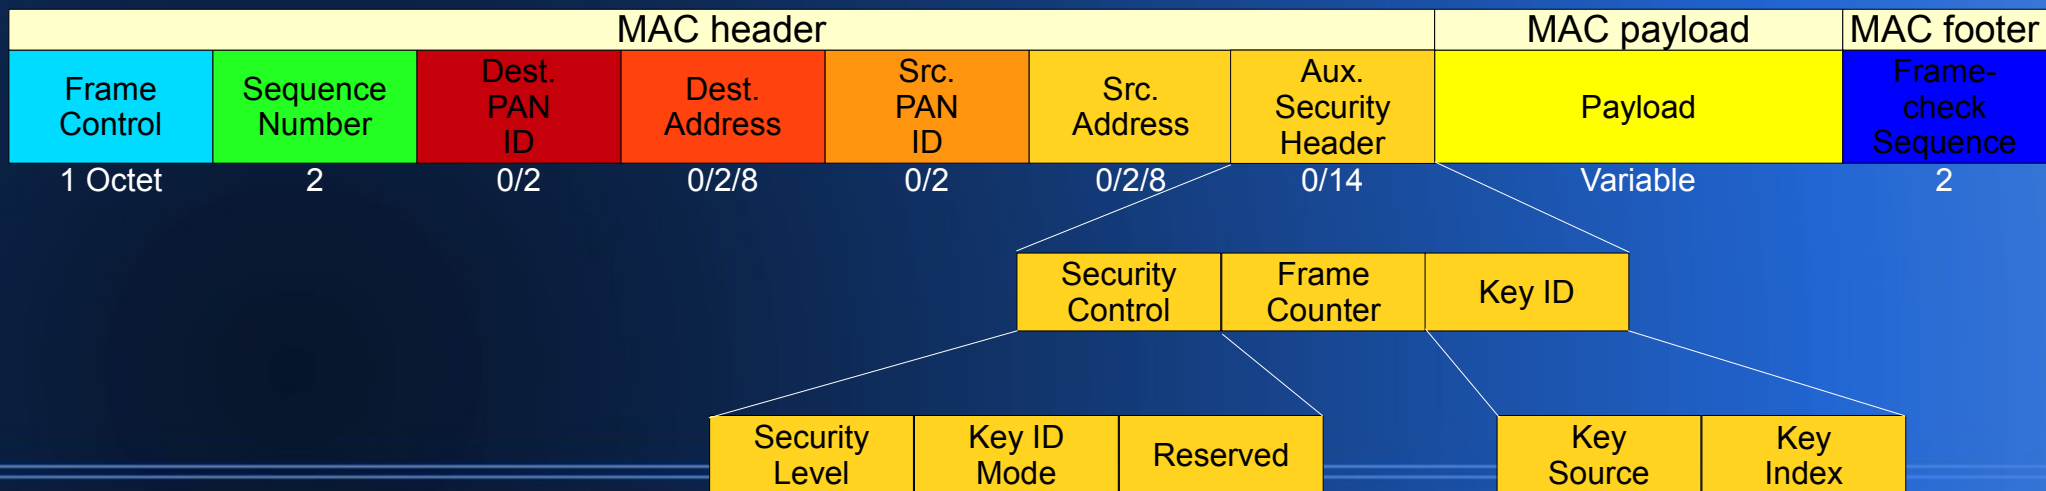 MAC header MAC payload MAC footer
Frame Control
Sequence Number
Dest. PAN ID
Dest. Address
Src. PAN ID
Src. Address
Aux. Security Header
Payload
Frame-check Sequence
1 Octet 2 0/2 0/2/8 0/2 0/2/8 0/14 Variable 2
Security Control
Frame Counter
Key ID
Security Level
Key ID Mode
Reserved
Key Source
Key Index